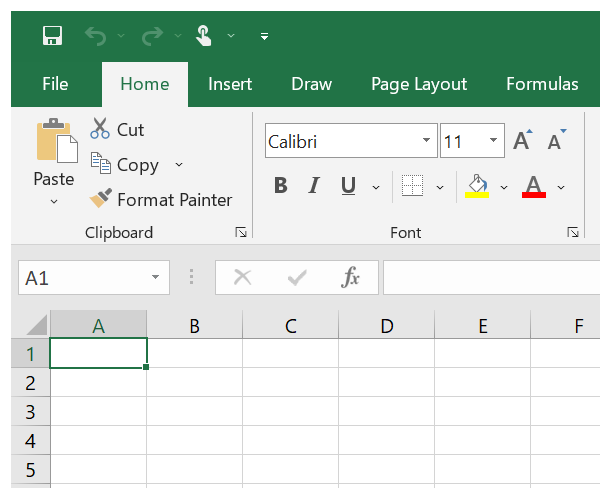 File Home Insert Draw Page Layout Formulas
Paste
Cut
Copy
Format Painter
Clipboard
Calibri 11 A A
B I U A
Font
A1 fx
A B C D E F
1
2
3
4
5